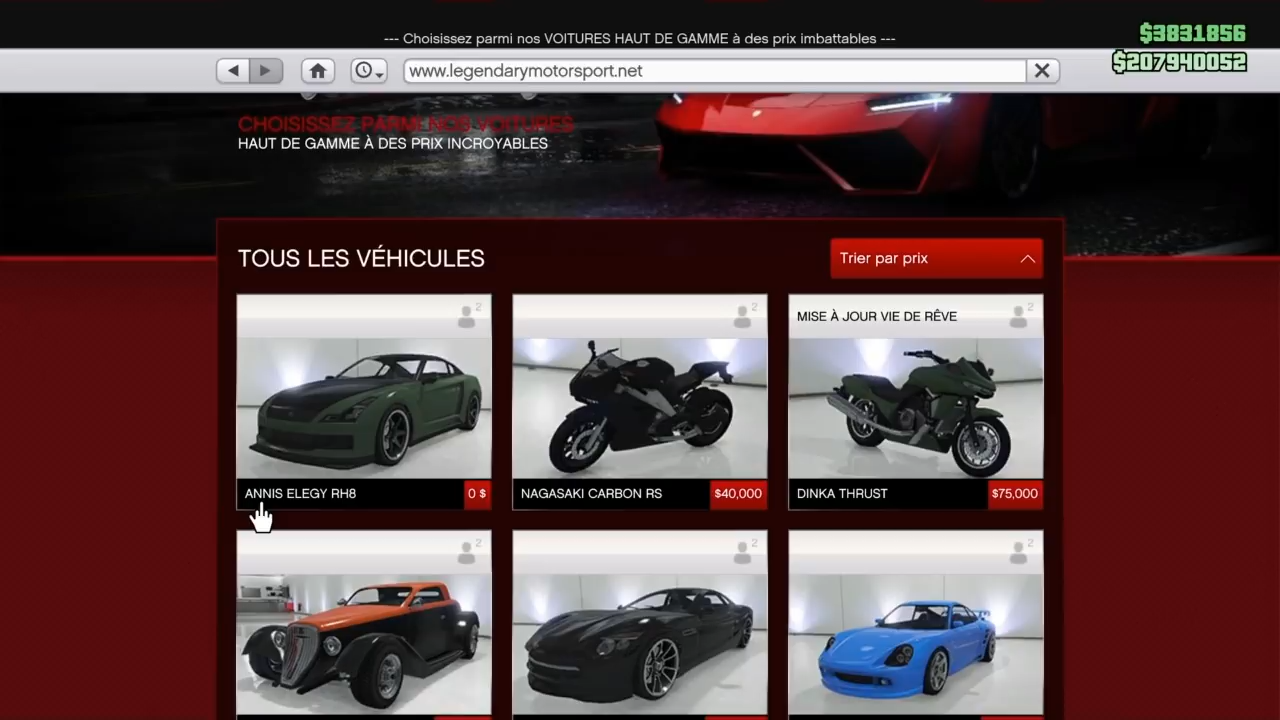 --- Choisissez parmi nos VOITURES HAUT DE GAMME à des prix imbattables ---
$3831856
$207940052
www.legendarymotorsport.net
CHOISISSEZ PARMI NOS VOITURES
HAUT DE GAMME À DES PRIX INCROYABLES
TOUS LES VÉHICULES
Trier par prix
2
2
MISE À JOUR VIE DE RÊVE
2
ANNIS ELEGY RH8
0 $
NAGASAKI CARBON RS
$40,000
DINKA THRUST
$75,000
2
2
2